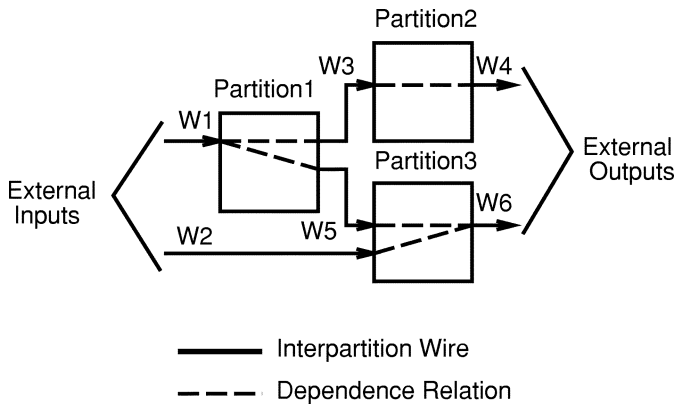 Partition2
W3
W4
Partition1
W1
External
Outputs
Partition3
External
Inputs
W6
W5
W2
Interpartition Wire
Dependence Relation